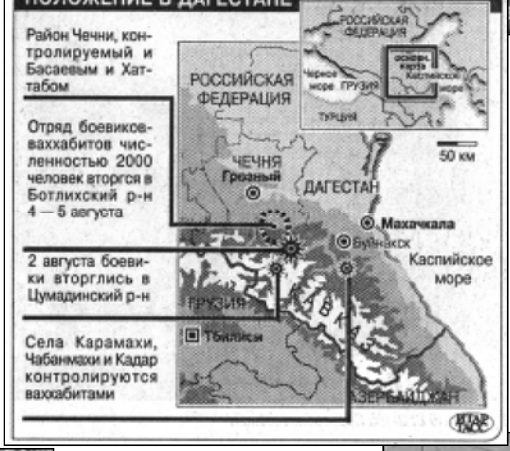 ПОЛОЖЕНИЕ В ДАГЕСТАНЕ
Район Чечни, кон-
тролируемый и
Басаевым и Хат-
табом
Отряд боевиков-
ваххабитов чис-
ленностью 2000
человек вторгся в
Ботлихский р-н
4 — 5 августа
2 августа боеви-
ки вторглись в
Цумадинский р-н
Села Карамахи,
Чабанмахи и Кадар
контролируются
ваххабитами
РОССИЙСКАЯ
ФЕДЕРАЦИЯ
ЧЕЧНЯ
Грозный
ДАГЕСТАН
Махачкала
Буйнакск
Каспийское
море
ГРУЗИЯ
КАВКАЗ
Тбилиси
АЗЕРБАЙДЖАН
РОССИЙСКАЯ
ФЕДЕРАЦИЯ
основн.
карта
Черное
море
ГРУЗИЯ
Каспийское
море
ТУРЦИЯ
50 км
ИТАР
ТАСС